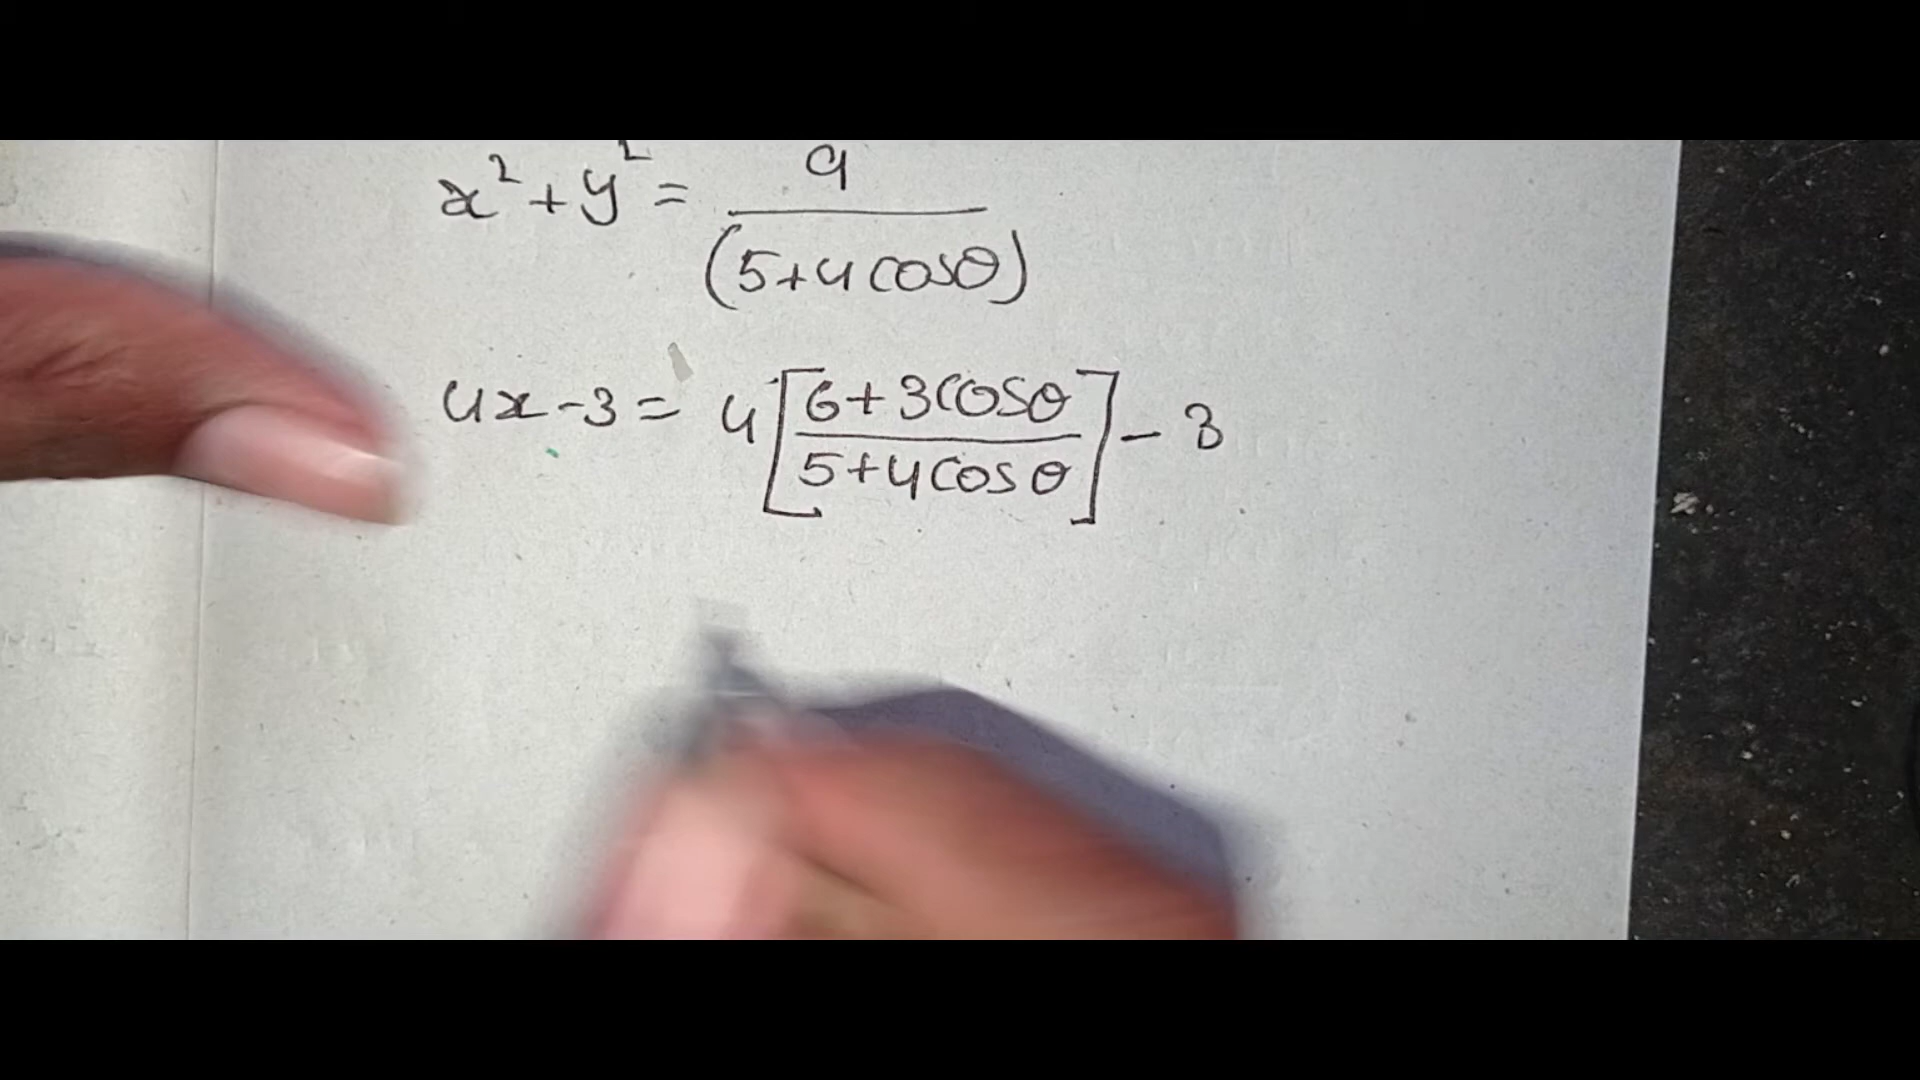 x² + y² = 9 / (5+4cosθ)
4x-3 = 4[6+3cosθ / 5+4cosθ] - 3